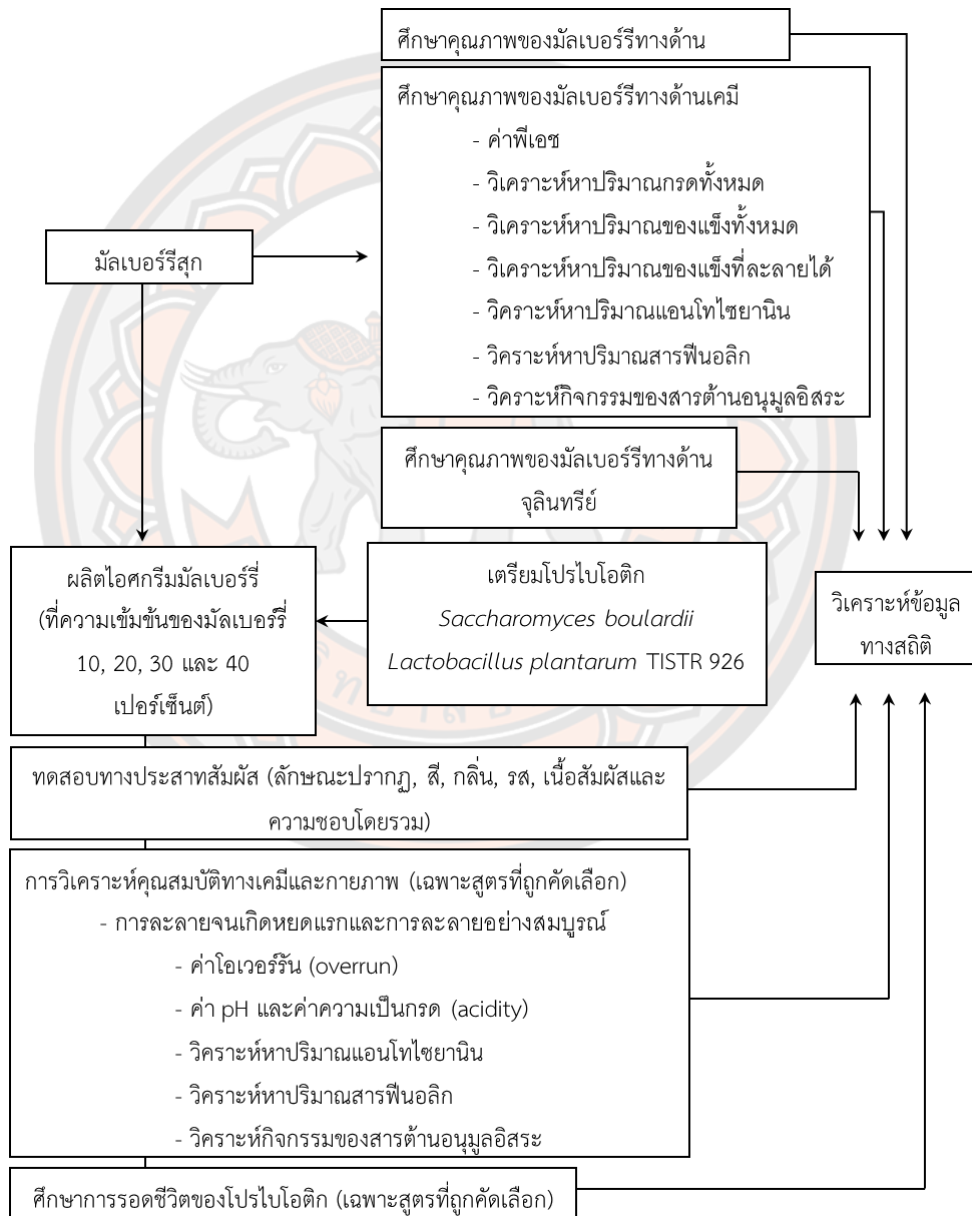 ศึกษาคุณภาพของมัลเบอร์รีทางด้าน
ศึกษาคุณภาพของมัลเบอร์รีทางด้านเคมี
- ค่าพีเอช
- วิเคราะห์หาปริมาณกรดทั้งหมด
- วิเคราะห์หาปริมาณของแข็งทั้งหมด
- วิเคราะห์หาปริมาณของแข็งที่ละลายได้
- วิคราะห์หาปริมาณแอนโทไซยานิน
- วิคราะห์หาปริมาณสารฟีนอลิก
- วิคราะห์กิจกรรมของสารต้านอนุมูลอิสระ
มัลเบอร์รีสุก
ศึกษาคุณภาพของมัลเบอร์รีทางด้าน
จุลินทรีย์
ผลิตไอศกรีมมัลเบอร์รี่
(ที่ความเข้มข้นของมัลเบอร์รี่
10, 20, 30 และ 40
เปอร์เซ็นต์)
เตรียมโปรไบโอติก
Saccharomyces boulardii
Lactobacillus plantarum TISTR 926
วิเคราะห์ข้อมูล
ทางสถิติ
ทดสอบทางประสาทสัมผัส (ลักษณะปรากฏ, สี, กลิ่น, รส, เนื้อสัมผัสและ
ความชอบโดยรวม)
การวิเคราะห์คุณสมบัติทางเคมีและกายภาพ (เฉพาะสูตรที่ถูกคัดเลือก)
- การละลายจนเกิดหยดแรกและการละลายอย่างสมบูรณ์
- ค่าโอเวอร์รัน (overrun)
- ค่า pH และค่าความเป็นกรด (acidity)
- วิคราะห์หาปริมาณแอนโทไซยานิน
- วิคราะห์หาปริมาณสารฟีนอลิก
- วิคราะห์กิจกรรมของสารต้านอนุมูลอิสระ
ศึกษาการรอดชีวิตของโปรไบโอติก (เฉพาะสูตรที่ถูกคัดเลือก)